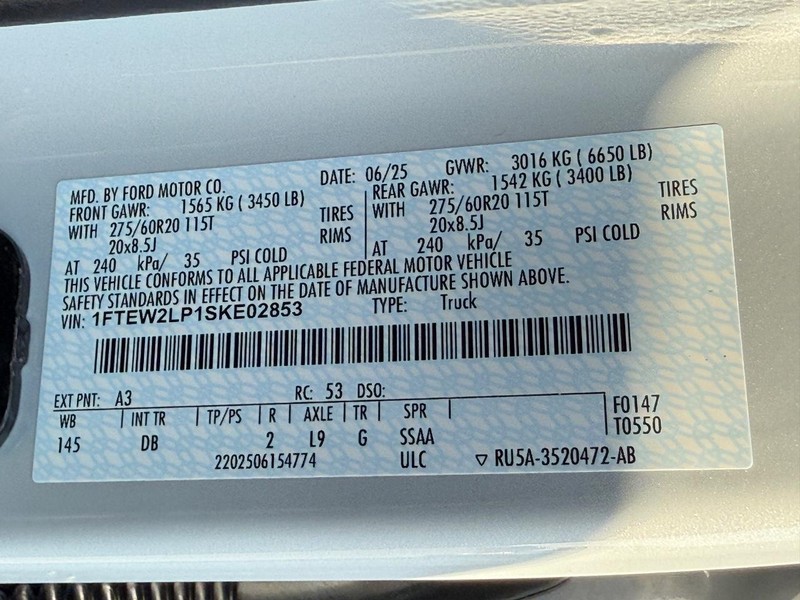 MFD. BY FORD MOTOR CO. DATE: 06/25 GVWR: 3016 KG ( 6650 LB)
FRONT GAWR: 1565 KG ( 3450 LB) REAR GAWR: 1542 KG ( 3400 LB)
WITH 275/60R20 115T TIRES WITH 275/60R20 115T TIRES
20x8.5J RIMS 20x8.5J RIMS
AT 240 kPa/ 35 PSI COLD AT 240 kPa/ 35 PSI COLD
THIS VEHICLE CONFORMS TO ALL APPLICABLE FEDERAL MOTOR VEHICLE
SAFETY STANDARDS IN EFFECT ON THE DATE OF MANUFACTURE SHOWN ABOVE.
VIN: 1FTEW2LP1SKE02853 TYPE: Truck
EXT PNT: A3 RC: 53 DSO:
WB INT TR TP/PS R AXLE TR SPR F0147
145 DB 2 L9 G SSAA T0550
2202506154774 ULC ▽ RU5A-3520472-AB